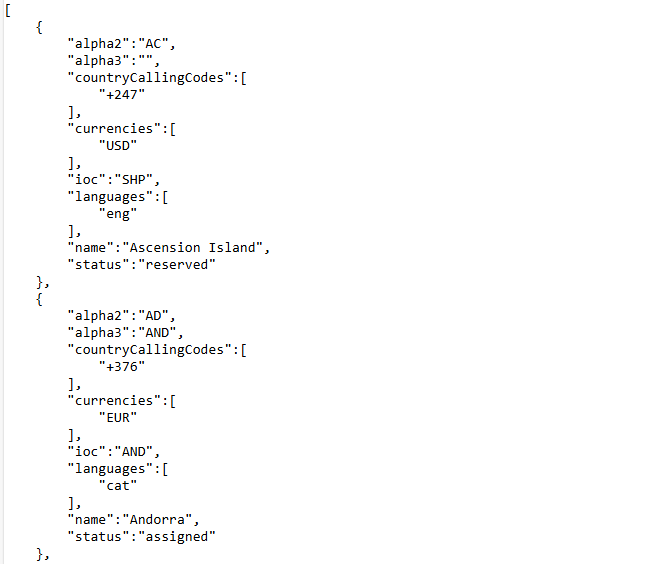 [
    {
        "alpha2":"AC",
        "alpha3":"",
        "countryCallingCodes":[
            "+247"
        ],
        "currencies":[
            "USD"
        ],
        "ioc":"SHP",
        "languages":[
            "eng"
        ],
        "name":"Ascension Island",
        "status":"reserved"
    },
    {
        "alpha2":"AD",
        "alpha3":"AND",
        "countryCallingCodes":[
            "+376"
        ],
        "currencies":[
            "EUR"
        ],
        "ioc":"AND",
        "languages":[
            "cat"
        ],
        "name":"Andorra",
        "status":"assigned"
    },